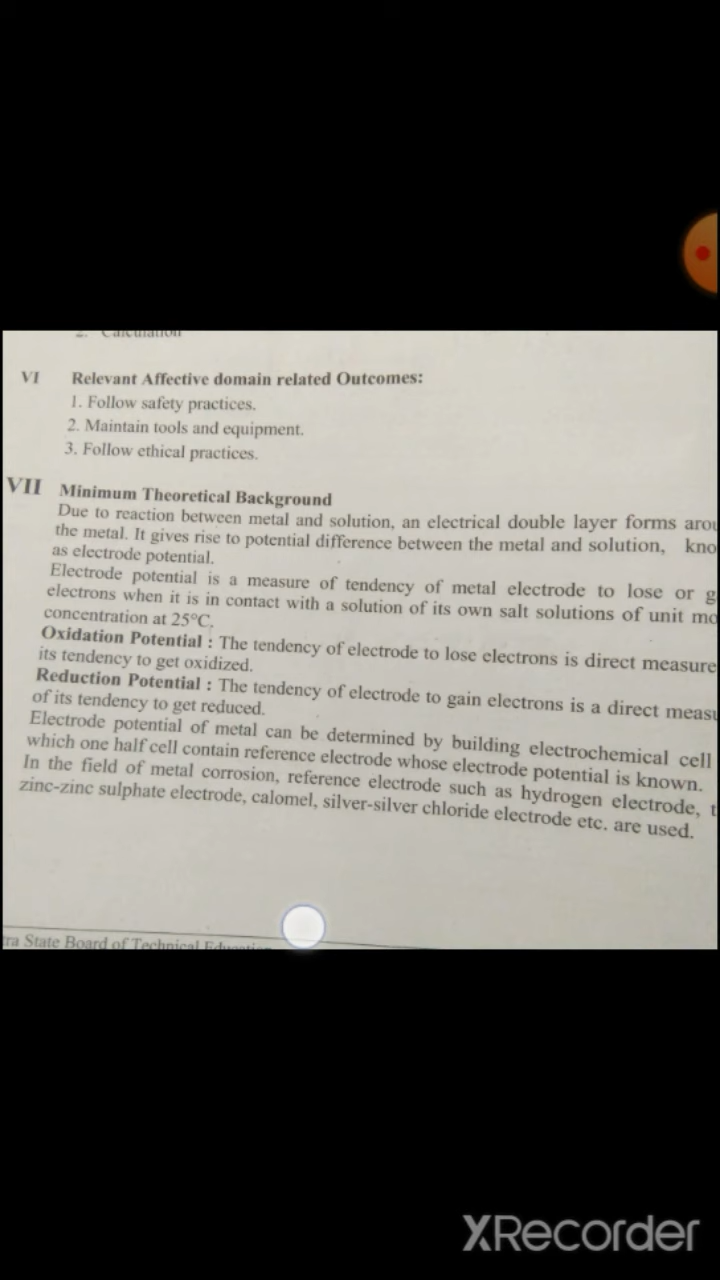 2. Calculation
VI Relevant Affective domain related Outcomes:
1. Follow safety practices.
2. Maintain tools and equipment.
3. Follow ethical practices.
VII Minimum Theoretical Background
Due to reaction between metal and solution, an electrical double layer forms arou
the metal. It gives rise to potential difference between the metal and solution, kno
as electrode potential.
Electrode potential is a measure of tendency of metal electrode to lose or g
electrons when it is in contact with a solution of its own salt solutions of unit mo
concentration at 25°C.
Oxidation Potential : The tendency of electrode to lose electrons is direct measure
its tendency to get oxidized.
Reduction Potential : The tendency of electrode to gain electrons is a direct measu
of its tendency to get reduced.
Electrode potential of metal can be determined by building electrochemical cell
which one half cell contain reference electrode whose electrode potential is known.
In the field of metal corrosion, reference electrode such as hydrogen electrode, t
zinc-zinc sulphate electrode, calomel, silver-silver chloride electrode etc. are used.
tra State Board of Technical Education
XRecorder